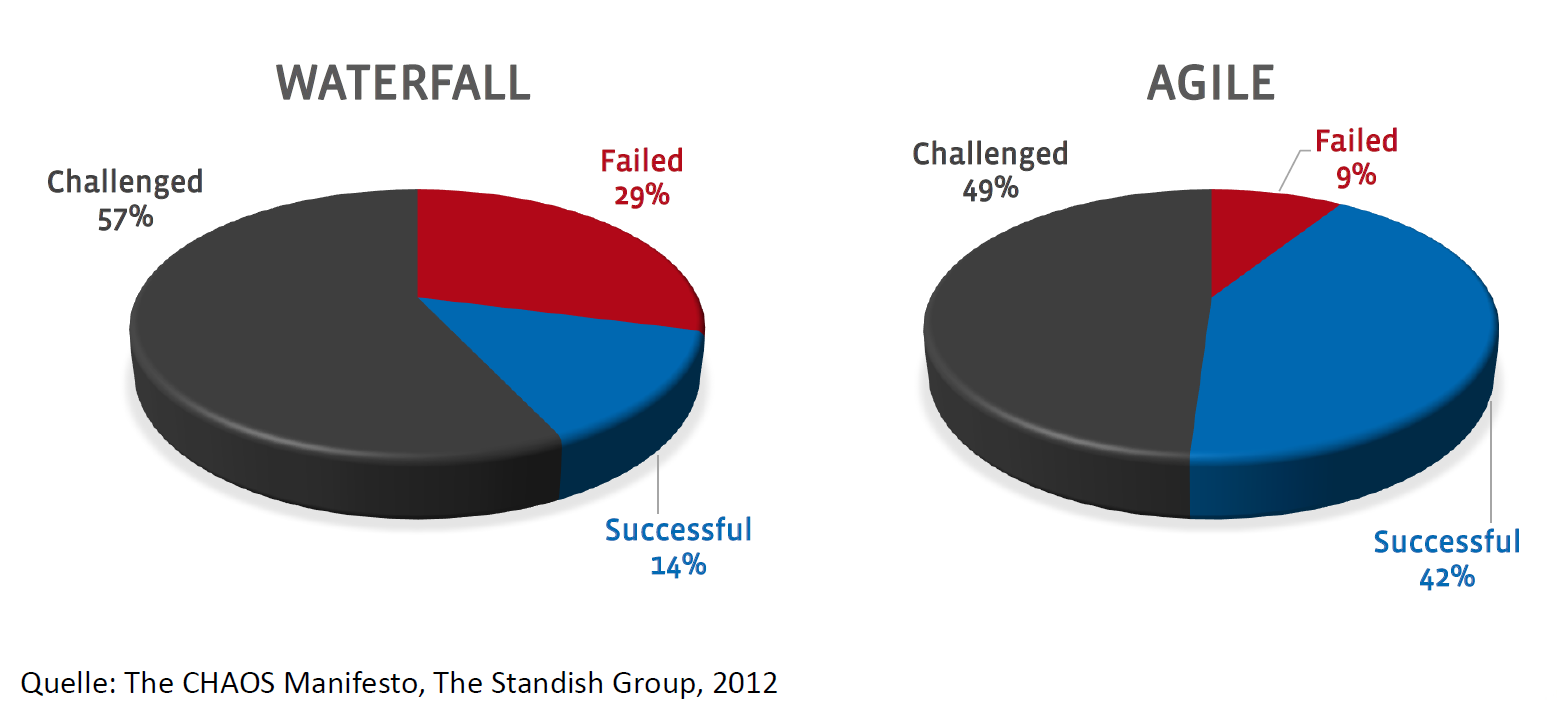 WATERFALL
Challenged
57%
Failed
29%
Successful
14%
AGILE
Challenged
49%
Failed
9%
Successful
42%
Quelle: The CHAOS Manifesto, The Standish Group, 2012